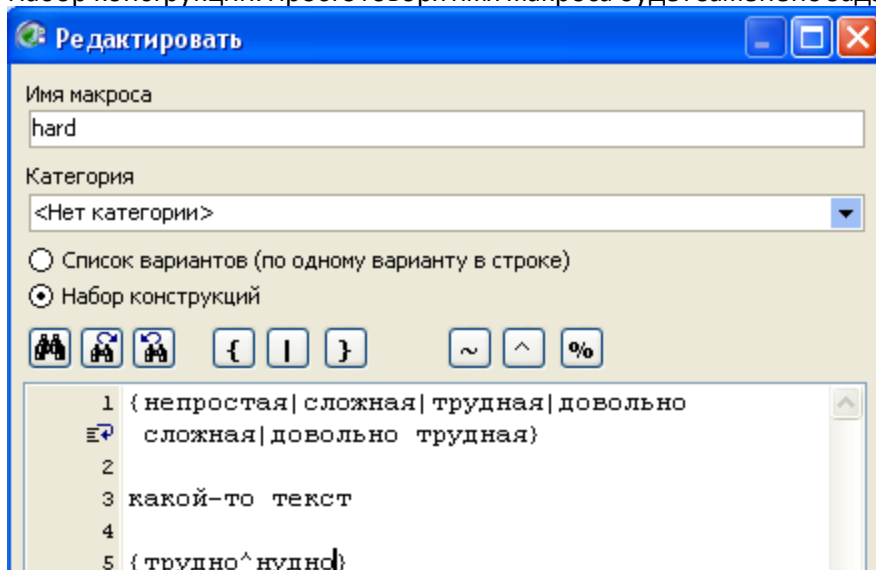 Редактировать
Имя макроса
hard
Категория
<Нет категории>
Список вариантов (по одному варианту в строке)
Набор конструкций
{ | } ~ ^ %
1 {непростая|сложная|трудная|довольно
сложная|довольно трудная}
2
3 какой-то текст
4
5 {трудно^нудно}